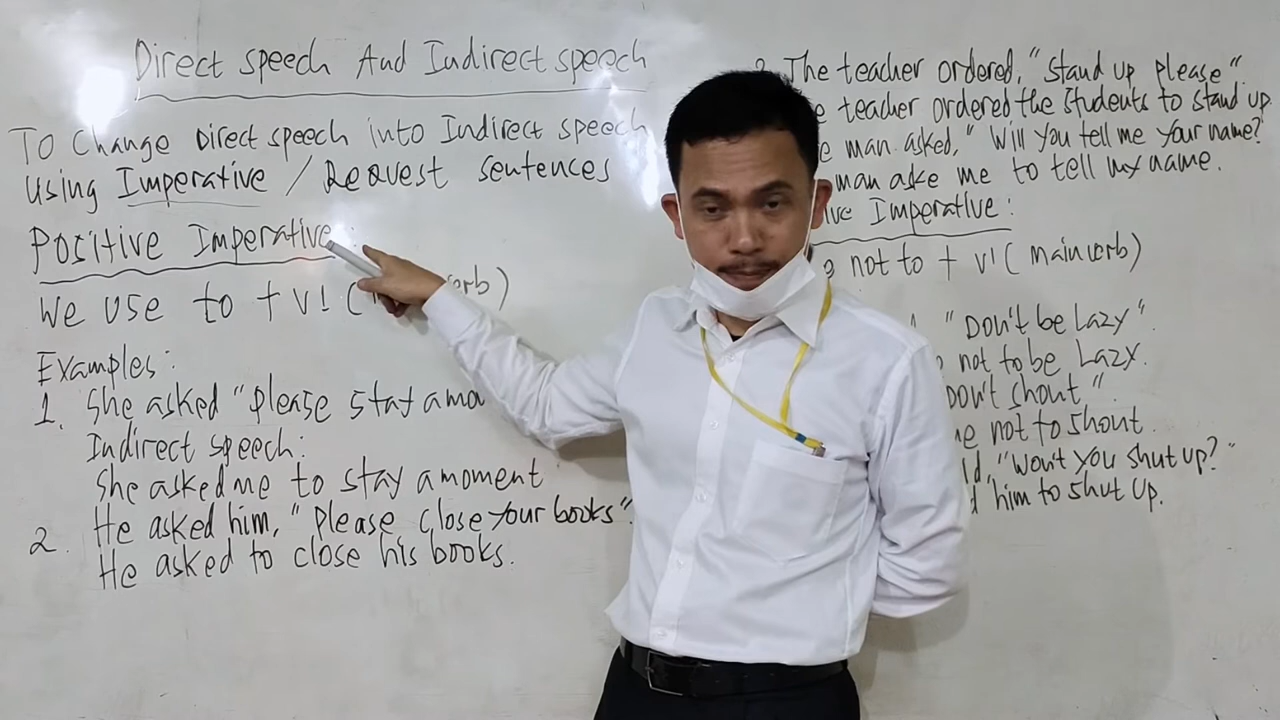 Direct speech And Indirect speech
To Change Direct speech into Indirect speech
Using Imperative / Request sentences
Positive Imperative :
We use to + V1 (
Examples:
1. She asked "Please stay a mo
Indirect speech:
She asked me to stay a moment
2. He asked him, "Please close your books".
He asked to close his books.
The teacher ordered, "Stand up please".
teacher ordered the students to stand up.
man asked, "Will you tell me your name?
man aske me to tell my name.
Imperative :
not to + V1 ( main verb)
"Don't be Lazy".
not to be Lazy.
Don't shout".
not to shout.
"Won't you shut up?"
him to shut up.